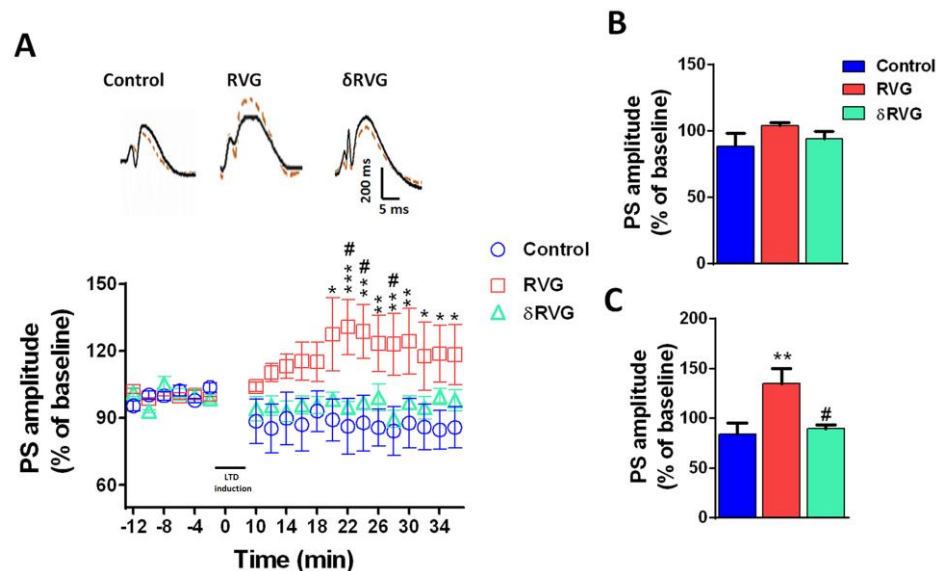 A
Control RVG δRVG
200 ms
5 ms
Control
RVG
δRVG
PS amplitude
(% of baseline)
150
120
90
60
LTD
induction
* *** # ** # ** ** # ** * * *
-12 -8 -4 0 10 14 18 22 26 30 34
Time (min)
B
Control
RVG
δRVG
PS amplitude
(% of baseline)
150
100
50
0
C
PS amplitude
(% of baseline)
200
150
100
50
0
**
#